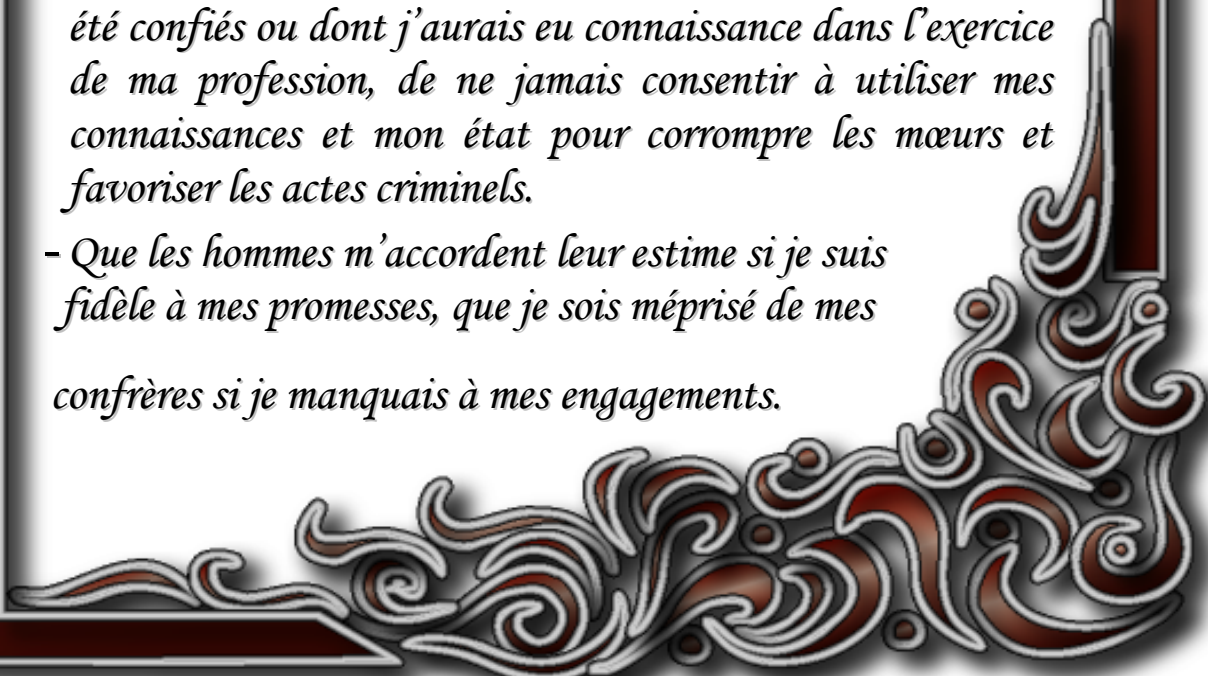 été confiés ou dont j’aurais eu connaissance dans l’exercice
de ma profession, de ne jamais consentir à utiliser mes
connaissances et mon état pour corrompre les mœurs et
favoriser les actes criminels.
- Que les hommes m’accordent leur estime si je suis
fidèle à mes promesses, que je sois méprisé de mes
confrères si je manquais à mes engagements.